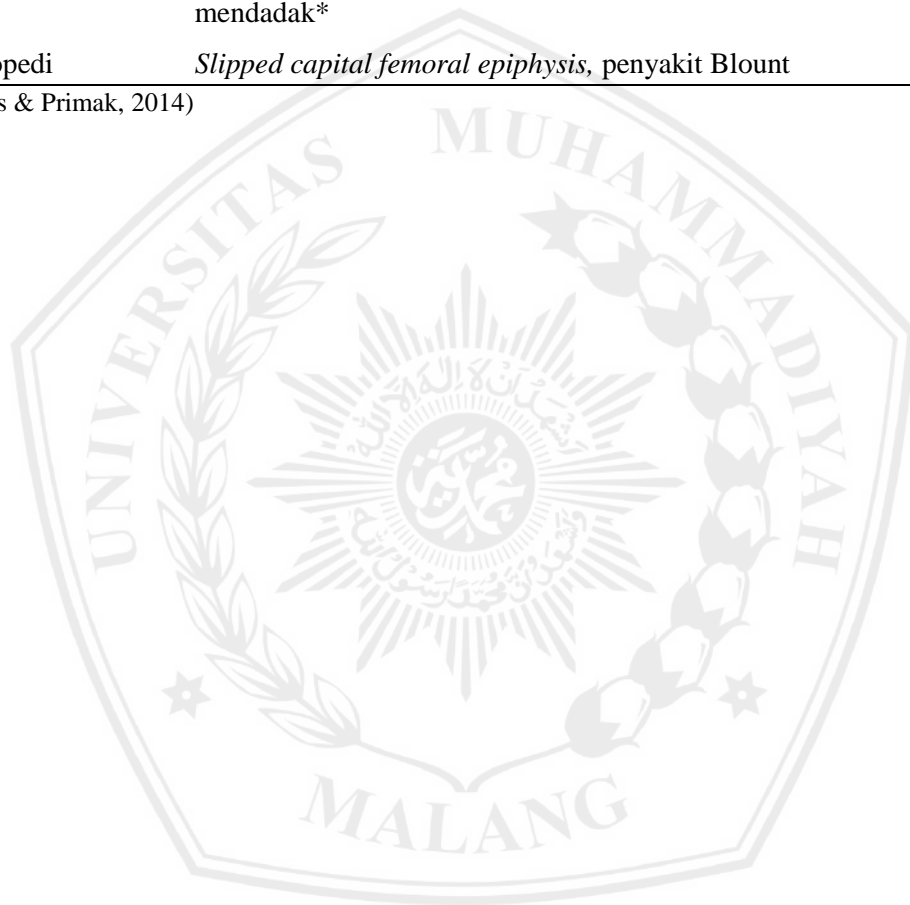 mendadak*
opedi Slipped capital femoral epiphysis, penyakit Blount
s & Primak, 2014)
UNIVERSITAS MUHAMMADIYAH
MALANG